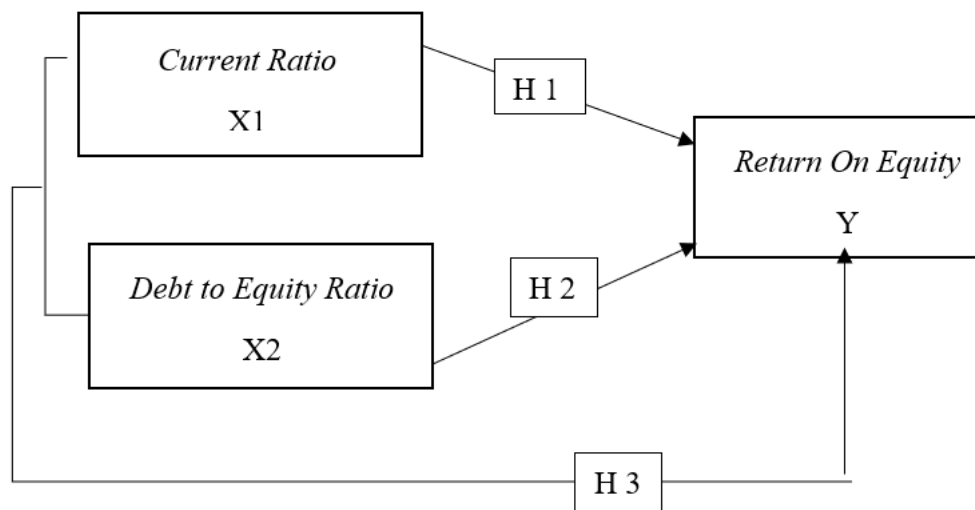 Current Ratio
X1
H 1
Return On Equity
Y
Debt to Equity Ratio
X2
H 2
H 3